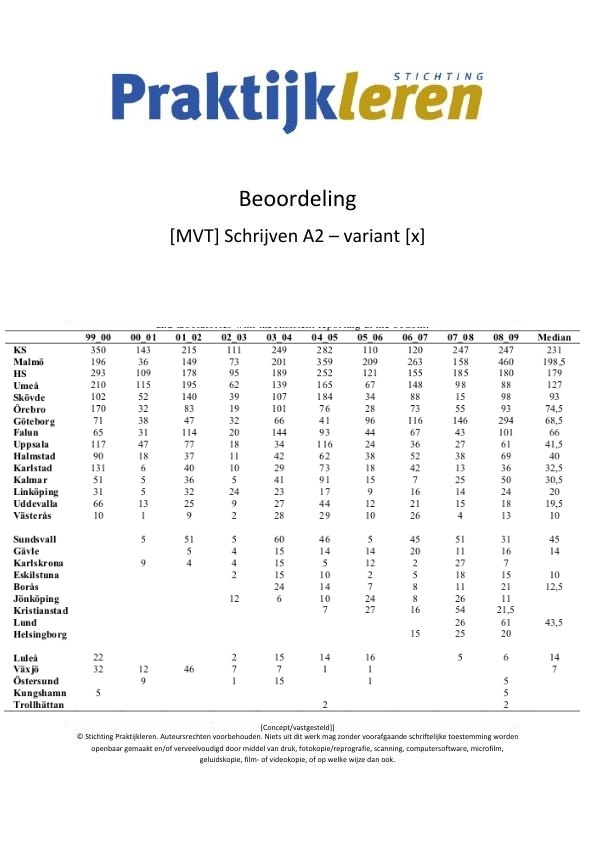 STICHTING
Praktijkleren
Beoordeling
[MVT] Schrijven A2 – variant [x]
99_00 00_01 01_02 02_03 03_04 04_05 05_06 06_07 07_08 08_09 Median
KS 350 143 215 111 249 282 110 120 247 247 231
Malmö 196 36 149 73 201 359 209 263 158 460 198,5
HS 293 109 178 95 189 252 121 155 185 180 179
Umeå 210 115 195 62 139 165 67 148 98 88 127
Skövde 102 52 140 39 107 184 34 88 15 98 93
Örebro 170 32 83 19 101 76 28 73 55 93 74,5
Göteborg 71 38 47 32 66 41 96 116 146 294 68,5
Falun 65 31 114 20 144 93 44 67 43 101 66
Uppsala 117 47 77 18 34 116 24 36 27 61 41,5
Halmstad 90 18 37 11 42 62 38 52 38 69 40
Karlstad 131 6 40 10 29 73 18 42 13 36 32,5
Kalmar 51 5 36 5 41 91 15 7 25 50 30,5
Linköping 31 5 32 24 23 17 9 16 14 24 20
Uddevalla 66 13 25 9 27 44 12 21 15 18 19,5
Västerås 10 1 9 2 28 29 10 26 4 13 10
Sundsvall 5 51 5 60 46 5 45 51 31 45
Gävle 5 4 15 14 14 20 11 16 14
Karlskrona 9 4 4 15 5 12 2 27 7
Eskilstuna 2 15 10 2 5 18 15 10
Borås 24 14 7 8 11 21 12,5
Jönköping 12 6 10 24 8 26 11
Kristianstad 7 27 16 54 21,5
Lund 26 61 43,5
Helsingborg 15 25 20
Luleå 22 2 15 14 16 5 6 14
Växjö 32 12 46 7 7 1 1 7
Östersund 9 1 15 1 5
Kungshamn 5 5
Trollhättan 2 2
[Concept/vastgesteld]]
© Stichting Praktijkleren. Auteursrechten voorbehouden. Niets uit dit werk mag zonder voorafgaande schriftelijke toestemming worden
openbaar gemaakt en/of verveelvoudigd door middel van druk, fotokopie/reprografie, scanning, computersoftware, microfilm,
geluidskopie, film- of videokopie, of op welke wijze dan ook.